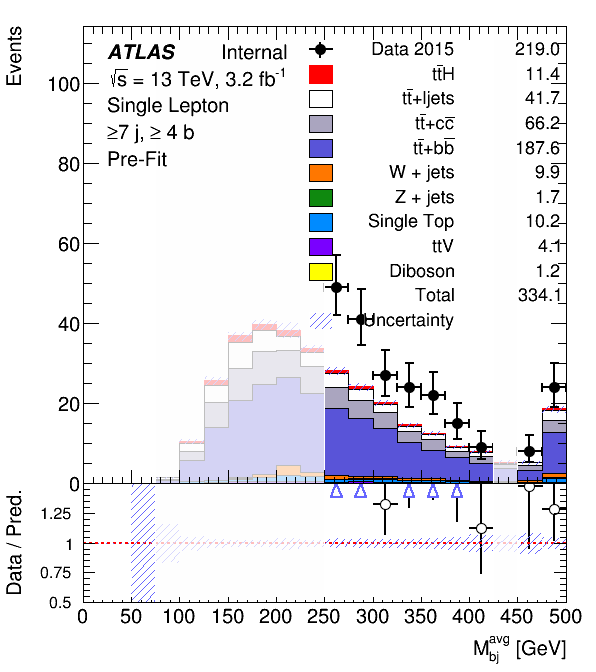 Events
ATLAS Internal
√s = 13 TeV, 3.2 fb-1
Single Lepton
≥7 j, ≥ 4 b
Pre-Fit
Data 2015 219.0
tt̄H 11.4
tt̄+ljets 41.7
tt̄+cc̄ 66.2
tt̄+bb̄ 187.6
W + jets 9.9
Z + jets 1.7
Single Top 10.2
ttV 4.1
Diboson 1.2
Total 334.1
Uncertainty
100
80
60
40
20
0
Data / Pred.
1.25
1
0.75
0.5
0 50 100 150 200 250 300 350 400 450 500
M avg bj [GeV]